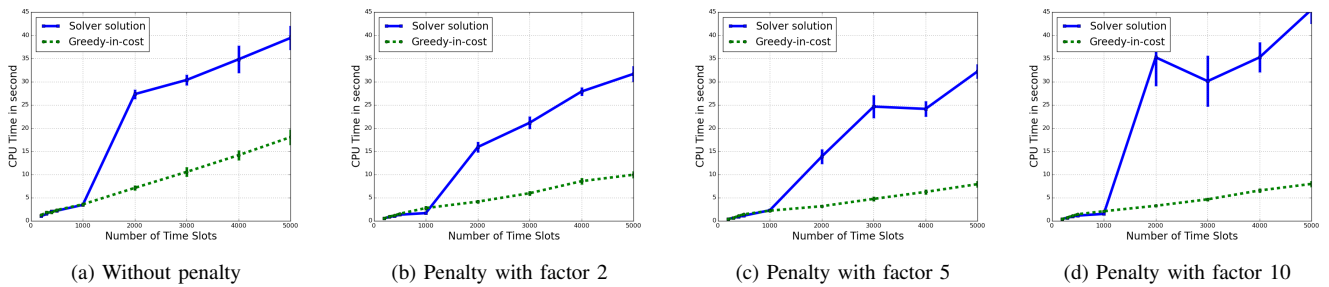 45
40
35
30
25
20
15
10
5
0
CPU Time in second
Solver solution
Greedy-in-cost
0 1000 2000 3000 4000 5000
Number of Time Slots
(a) Without penalty
45
40
35
30
25
20
15
10
5
0
CPU Time in second
Solver solution
Greedy-in-cost
0 1000 2000 3000 4000 5000
Number of Time Slots
(b) Penalty with factor 2
45
40
35
30
25
20
15
10
5
0
CPU Time in second
Solver solution
Greedy-in-cost
0 1000 2000 3000 4000 5000
Number of Time Slots
(c) Penalty with factor 5
45
40
35
30
25
20
15
10
5
0
CPU Time in second
Solver solution
Greedy-in-cost
0 1000 2000 3000 4000 5000
Number of Time Slots
(d) Penalty with factor 10